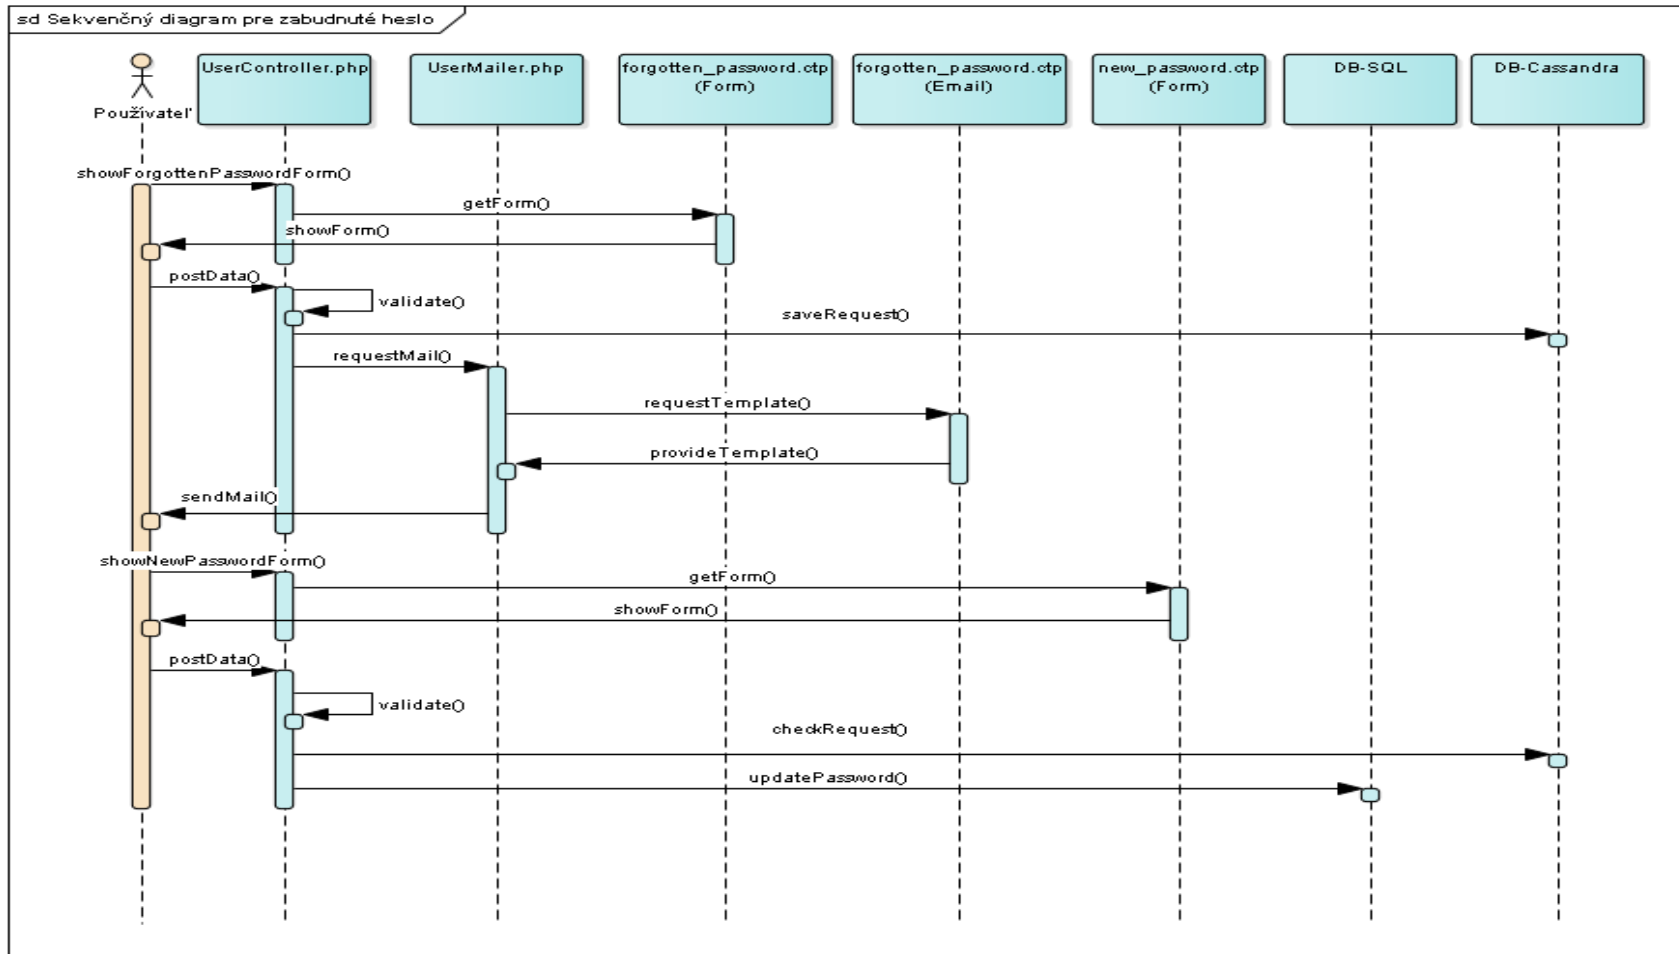 sd Sekvenčný diagram pre zabudnuté heslo
Používateľ
UserController.php
UserMailer.php
forgotten_password.ctp
(Form)
forgotten_password.ctp
(Email)
new_password.ctp
(Form)
DB-SQL
DB-Cassandra
showForgottenPasswordForm()
getForm()
showForm()
postData()
validate()
saveRequest()
requestMail()
requestTemplate()
provideTemplate()
sendMail()
showNewPasswordForm()
getForm()
showForm()
postData()
validate()
checkRequest()
updatePassword()